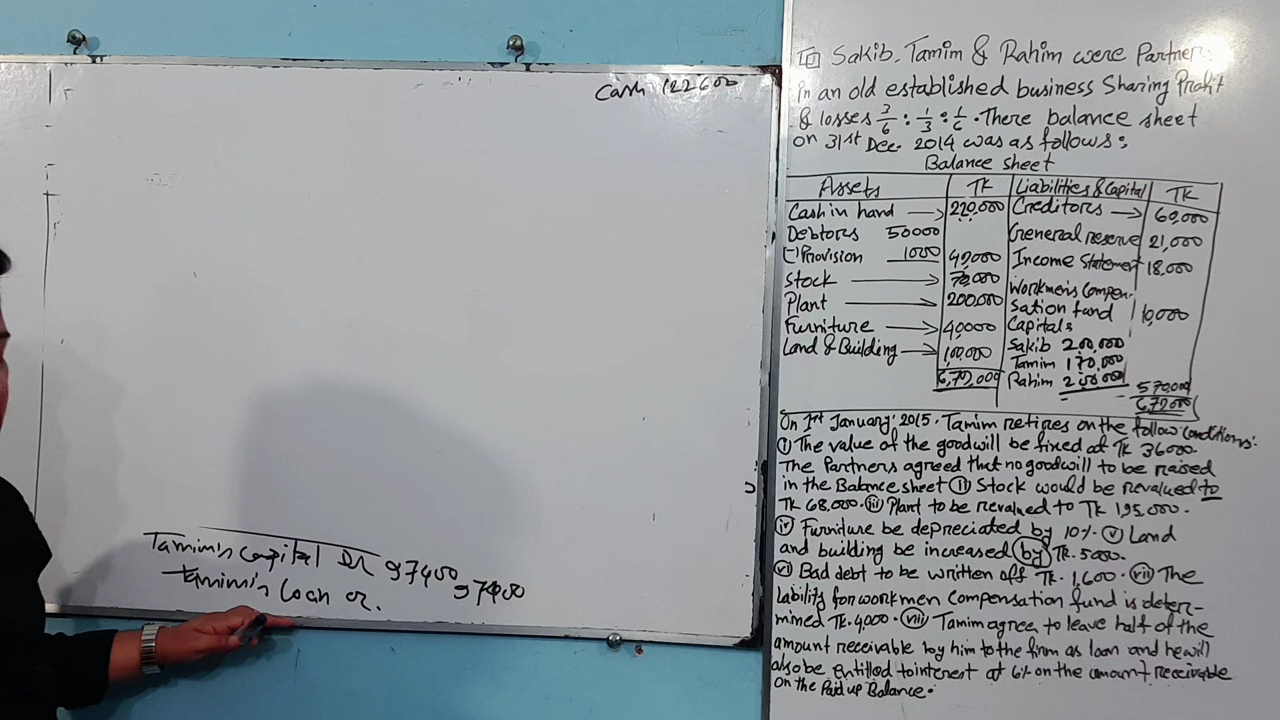 Cash 122600
Tamim's Capital Dr 97400
Tamim's Loan cr. 97400
Sakib, Tamim & Rahim were Partner
in an old established business Sharing Profit
& losses 3/6 : 1/3 : 1/6 . There balance sheet
on 31st Dec. 2014 was as follows:
Balance sheet
Assets TK Liabilities & Capital TK
Cash in hand → 220,000 Creditors → 60,000
Debtors 50000 General reserve 21,000
(-) Provision 1000 49,000 Income Statement 18,000
Stock → 70,000 Workmen's Compen-
Plant → 200,000 sation fund 10,000
Furniture → 40000 Capitals
Land & Building → 100,000 Sakib 200,000
Tamim 170,000
6,79,000 Rahim 200,000 570,000
6,79,000
On 1st January, 2015. Tamim retires on the follow conditions:
(i) The value of the goodwill be fixed at TK 36000.
The Partners agreed that no goodwill to be raised
in the Balance sheet (ii) Stock would be revalued to
TK 68,000. (iii) Plant to be revalued to TK 195,000.
(iv) Furniture be depreciated by 10%. (v) Land
and building be increased by TK. 5000.
(vi) Bad debt to be written off TK. 1,600. (vii) The
liability for workmen compensation fund is deter-
mined TK. 4000. (viii) Tamim agree to leave half of the
amount receivable by him to the firm as loan and he will
also be entilled to interest at 6% on the amount receivable
on the Paid up Balance.